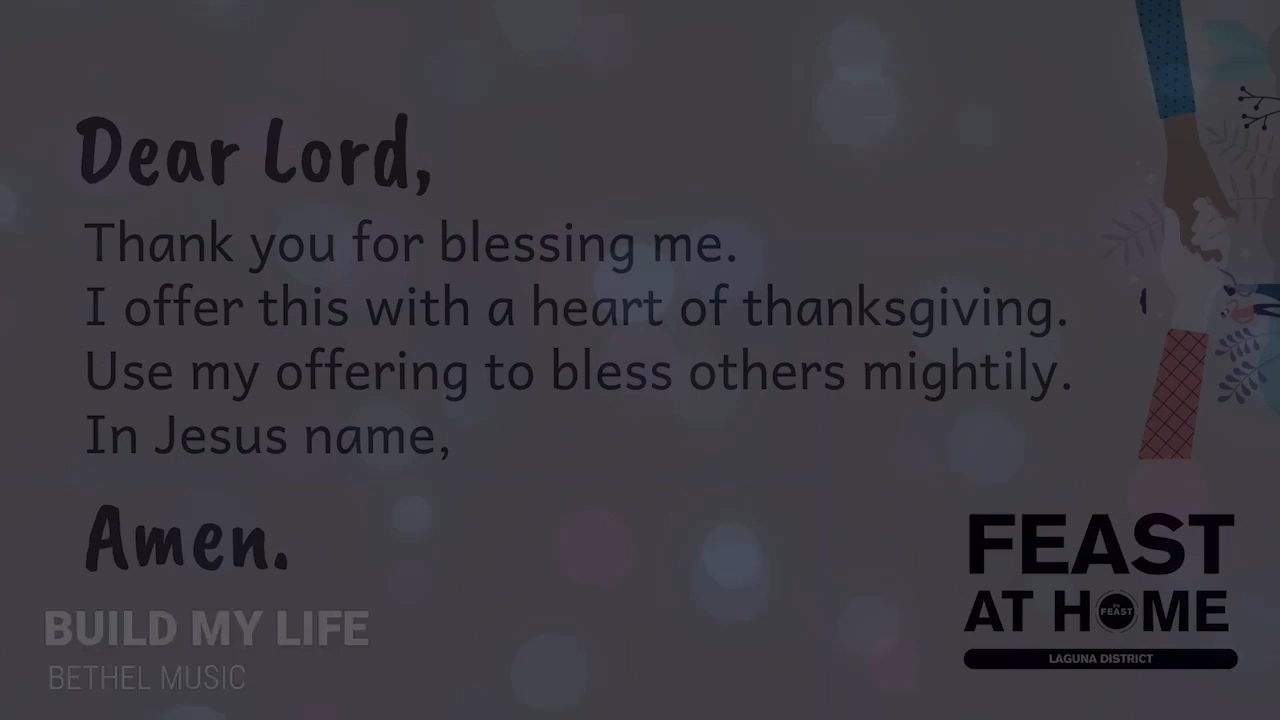 Dear Lord,
Thank you for blessing me.
I offer this with a heart of thanksgiving.
Use my offering to bless others mightily.
In Jesus name,
Amen.
BUILD MY LIFE
BETHEL MUSIC
FEAST
AT HOME
FEAST
LAGUNA DISTRICT